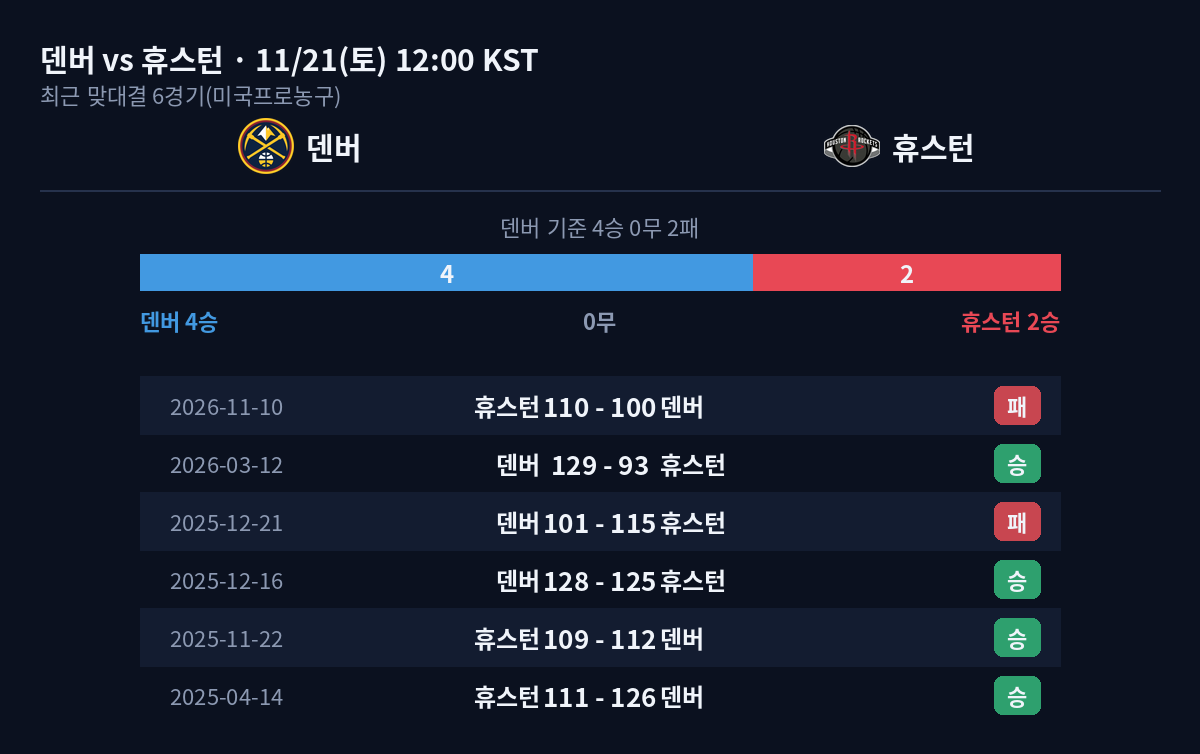 덴버 vs 휴스턴 · 11/21(토) 12:00 KST
최근 맞대결 6경기(미국프로농구)
덴버
HOUSTON ROCKETS 휴스턴
덴버 기준 4승 0무 2패
4 2
덴버 4승 0무 휴스턴 2승
2026-11-10 휴스턴 110 - 100 덴버 패
2026-03-12 덴버 129 - 93 휴스턴 승
2025-12-21 덴버 101 - 115 휴스턴 패
2025-12-16 덴버 128 - 125 휴스턴 승
2025-11-22 휴스턴 109 - 112 덴버 승
2025-04-14 휴스턴 111 - 126 덴버 승